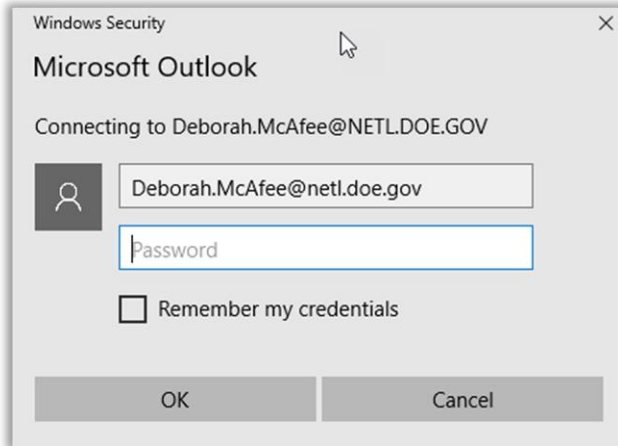 Windows Security
Microsoft Outlook
Connecting to Deborah.McAfee@NETL.DOE.GOV
Deborah.McAfee@netl.doe.gov
Password
Remember my credentials
OK
Cancel